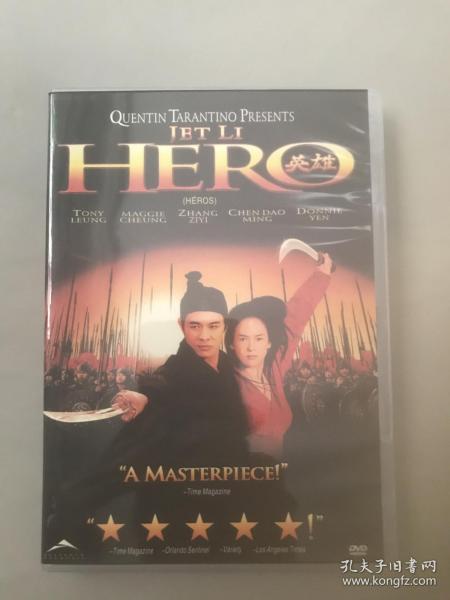 QUENTIN TARANTINO PRESENTS
JET LI
HERO 英雄
(HÉROS)
TONY LEUNG MAGGIE CHEUNG ZHANG ZIYI CHEN DAO MING DONNIE YEN
"A MASTERPIECE!"
-Time Magazine
"★ ★ ★ ★ ★!"
-Time Magazine -Orlando Sentinel -Variety -Los Angeles Times
DVD
孔夫子旧书网
www.kongfz.com